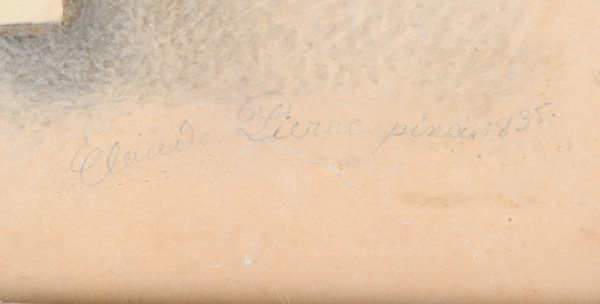 Claude Pierre pinx. 1835.